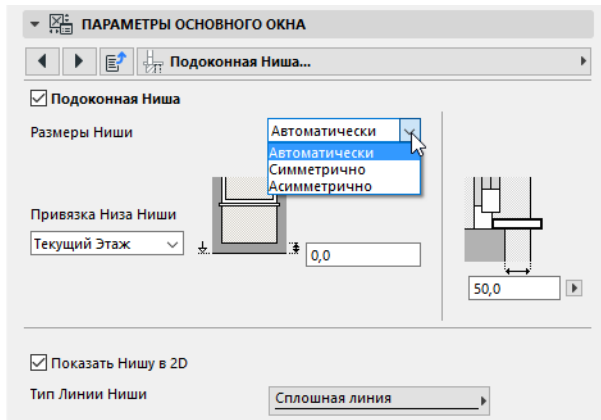 ПАРАМЕТРЫ ОСНОВНОГО ОКНА
Подоконная Ниша...
Подоконная Ниша
Размеры Ниши
Автоматически
Автоматически
Симметрично
Асимметрично
Привязка Низа Ниши
Текущий Этаж
0,0
50,0
Показать Нишу в 2D
Тип Линии Ниши
Сплошная линия